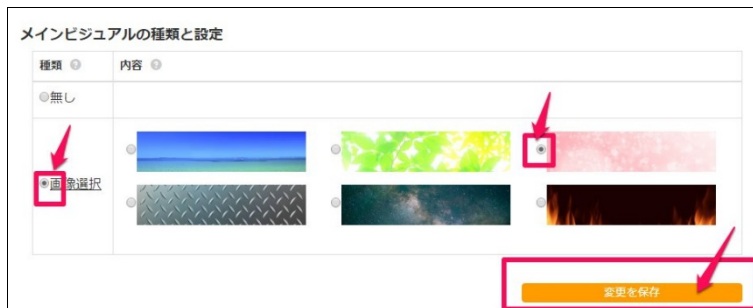 メインビジュアルの種類と設定
種類 ?
内容 ?
無し
画像選択
変更を保存